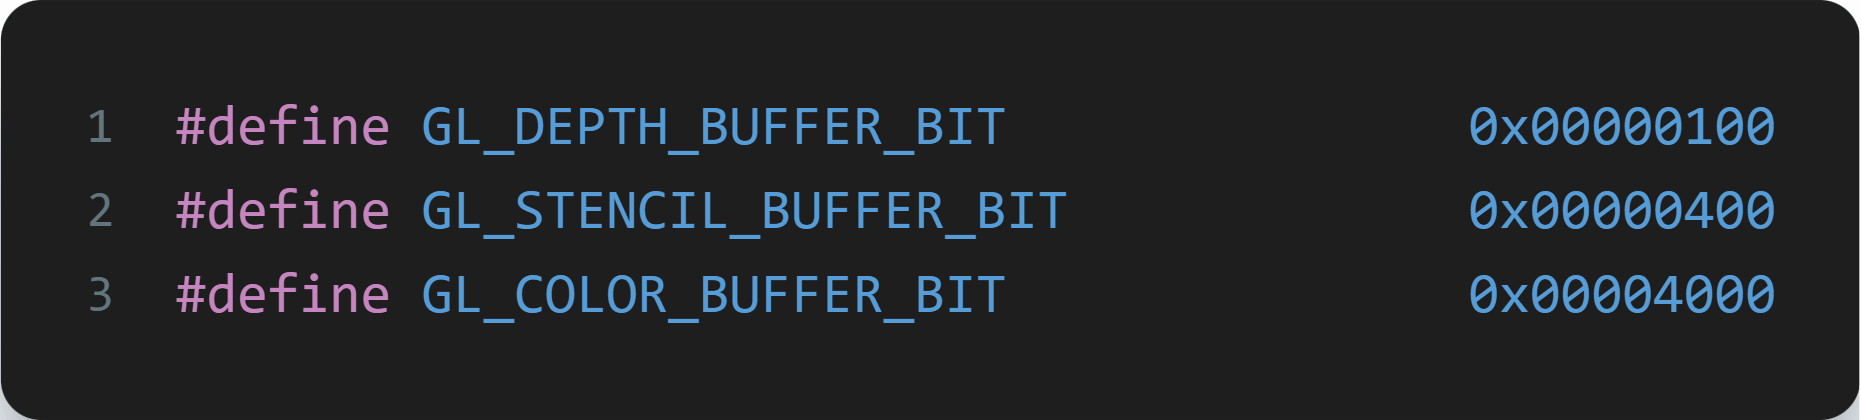 1 #define GL_DEPTH_BUFFER_BIT 0x00000100
2 #define GL_STENCIL_BUFFER_BIT 0x00000400
3 #define GL_COLOR_BUFFER_BIT 0x00004000